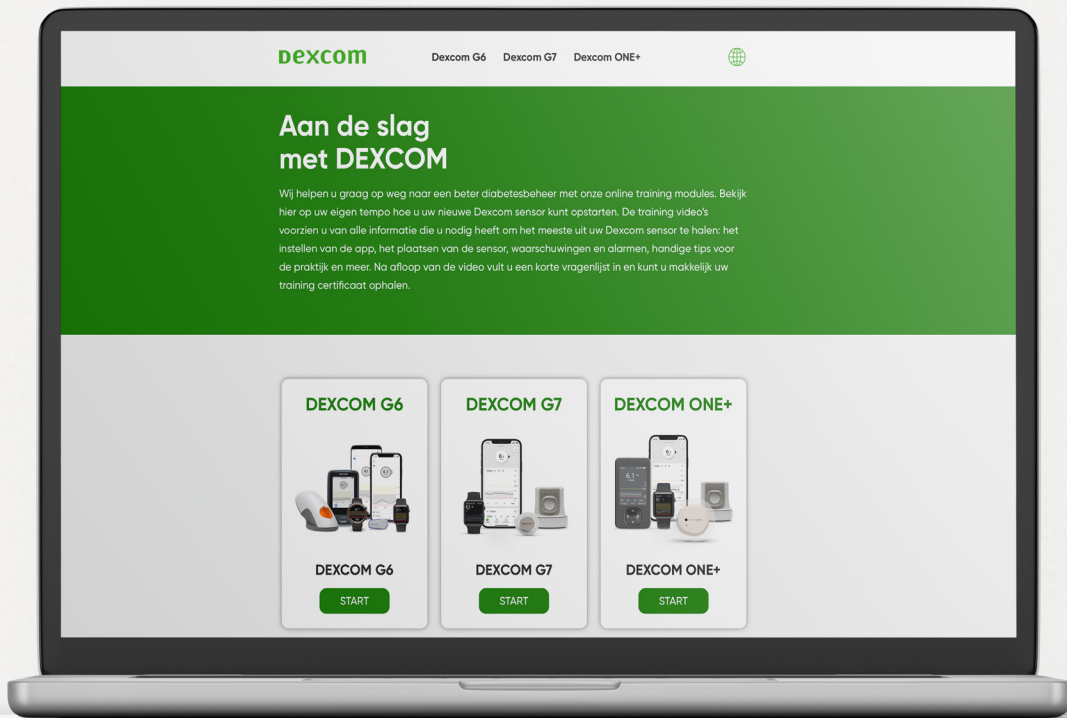 Dexcom
Dexcom G6 Dexcom G7 Dexcom ONE+
Aan de slag
met DEXCOM
Wij helpen u graag op weg naar een beter diabetesbeheer met onze online training modules. Bekijk
hier op uw eigen tempo hoe u uw nieuwe Dexcom sensor kunt opstarten. De training video's
voorzien u van alle informatie die u nodig heeft om het meeste uit uw Dexcom sensor te halen: het
instellen van de app, het plaatsen van de sensor, waarschuwingen en alarmen, handige tips voor
de praktijk en meer. Na afloop van de video vult u een korte vragenlijst in en kunt u makkelijk uw
training certificaat ophalen.
DEXCOM G6
DEXCOM G7
DEXCOM ONE+
DEXCOM G6
DEXCOM G7
DEXCOM ONE+
START
START
START